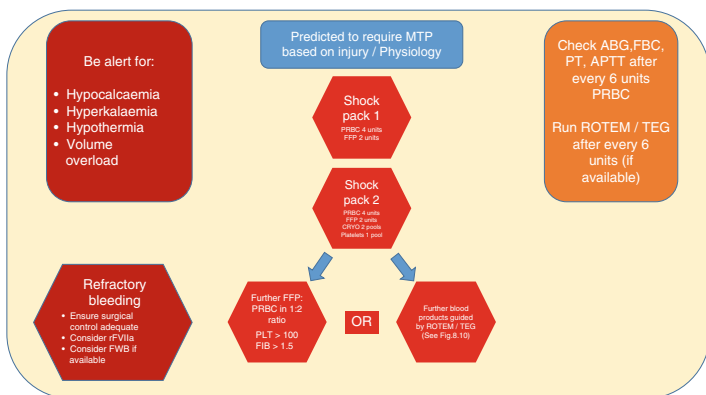 Be alert for:
• Hypocalcaemia
• Hyperkalaemia
• Hypothermia
• Volume
overload
Predicted to require MTP
based on injury / Physiology
Check ABG,FBC,
PT, APTT after
every 6 units
PRBC
Run ROTEM / TEG
after every 6
units (if
available)
Shock
pack 1
PRBC 4 units
FFP 2 units
Shock
pack 2
PRBC 4 units
FFP 2 units
CRYO 2 pools
Platelets 1 pool
Refractory
bleeding
• Ensure surgical
control adequate
• Consider rFVIIa
• Consider FWB if
available
Further FFP:
PRBC in 1:2
ratio
PLT > 100
FIB > 1.5
OR
Further blood
products guided
by ROTEM / TEG
(See Fig.8.10)